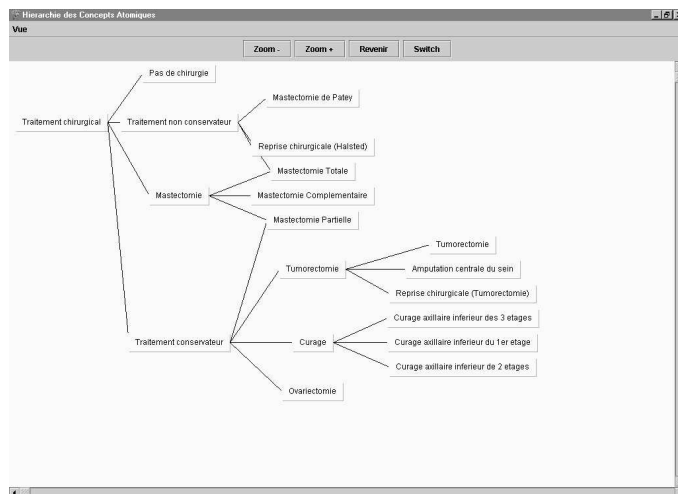 Hierarchie des Concepts Atomiques
Vue
Zoom -
Zoom +
Revenir
Switch
Pas de chirurgie
Mastectomie de Patey
Traitement chirurgical
Traitement non conservateur
Reprise chirurgicale (Halsted)
Mastectomie Totale
Mastectomie
Mastectomie Complementaire
Mastectomie Partielle
Tumorectomie
Tumorectomie
Amputation centrale du sein
Reprise chirurgicale (Tumorectomie)
Curage axillaire inferieur des 3 etages
Traitement conservateur
Curage
Curage axillaire inferieur du 1er etage
Curage axillaire inferieur de 2 etages
Ovariectomie